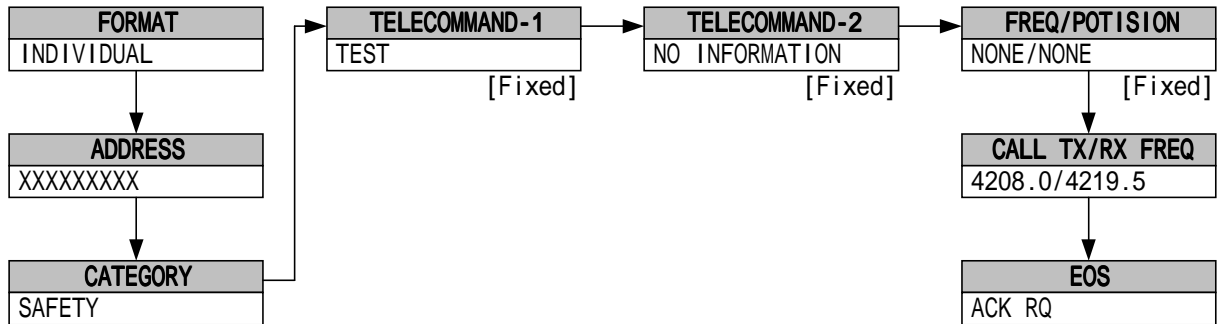 FORMAT
INDIVIDUAL
ADDRESS
XXXXXXXXX
CATEGORY
SAFETY
TELECOMMAND-1
TEST
[Fixed]
TELECOMMAND-2
NO INFORMATION
[Fixed]
FREQ/POTISION
NONE/NONE
[Fixed]
CALL TX/RX FREQ
4208.0/4219.5
EOS
ACK RQ